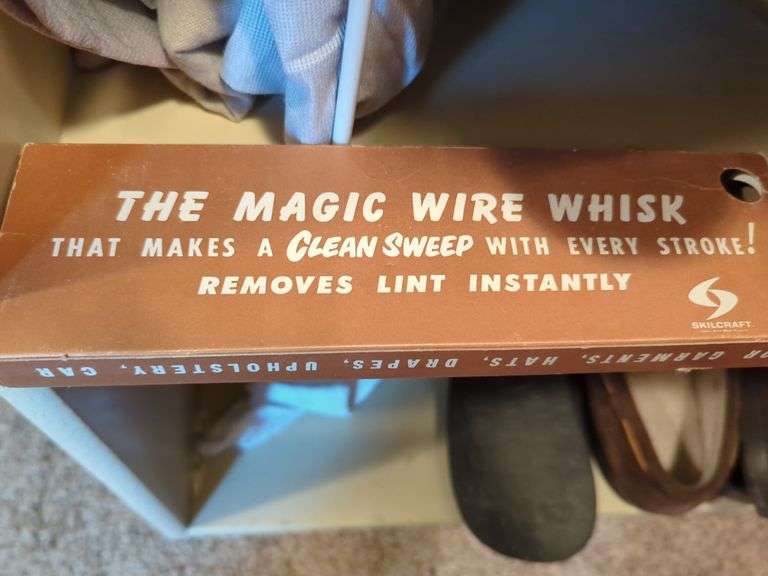 THE MAGIC WIRE WHISK
THAT MAKES A CLEAN SWEEP WITH EVERY STROKE!
REMOVES LINT INSTANTLY
SKILCRAFT
GARMENTS, HATS, DRAPES, UPHOLSTERY, CAR